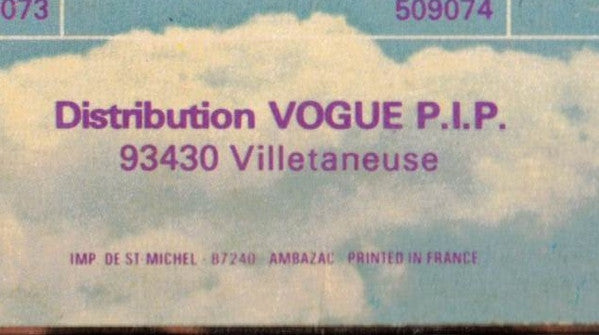 073 509074
Distribution VOGUE P.I.P.
93430 Villetaneuse
IMP. DE ST-MICHEL - 87240 AMBAZAC PRINTED IN FRANCE